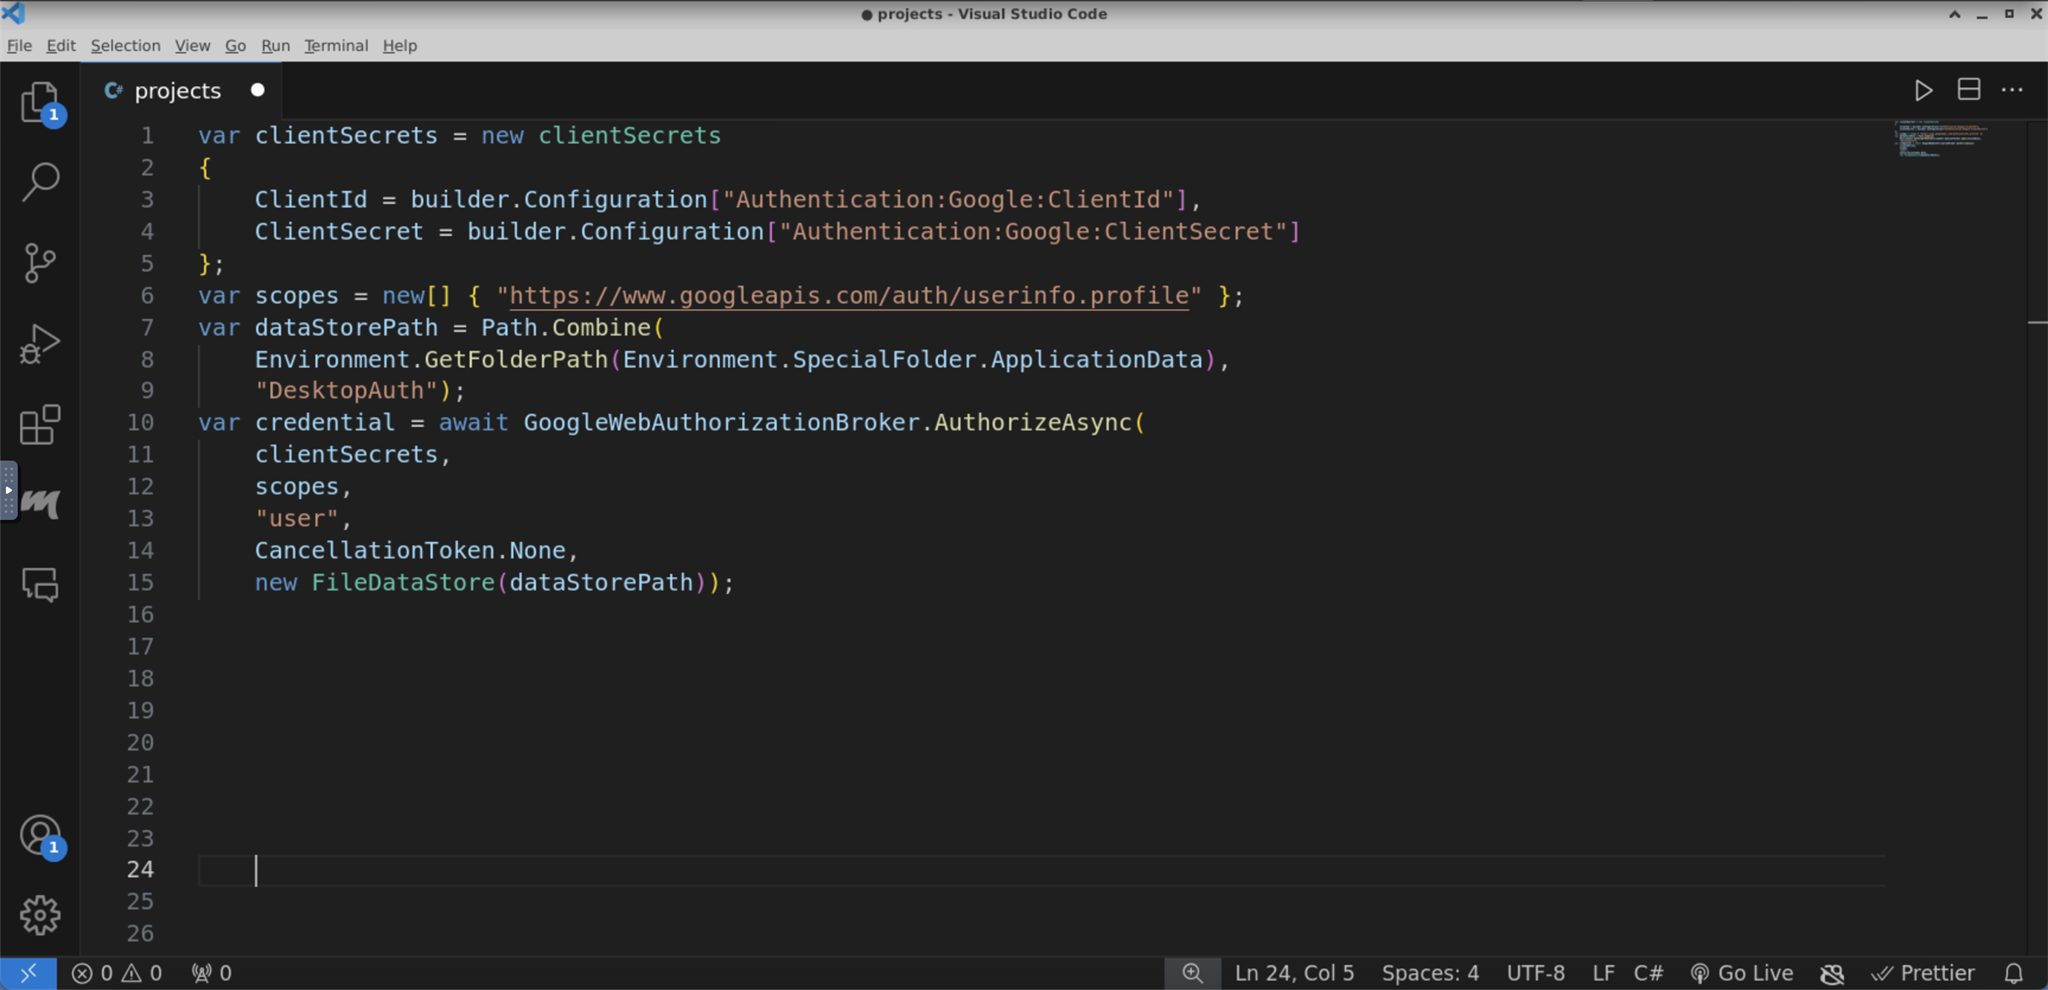 ● projects - Visual Studio Code
File Edit Selection View Go Run Terminal Help
1
C# projects
1 var clientSecrets = new clientSecrets
2 {
3 ClientId = builder.Configuration["Authentication:Google:ClientId"],
4 ClientSecret = builder.Configuration["Authentication:Google:ClientSecret"]
5 };
6 var scopes = new[] { "https://www.googleapis.com/auth/userinfo.profile" };
7 var dataStorePath = Path.Combine(
8 Environment.GetFolderPath(Environment.SpecialFolder.ApplicationData),
9 "DesktopAuth");
10 var credential = await GoogleWebAuthorizationBroker.AuthorizeAsync(
11 clientSecrets,
12 scopes,
13 "user",
14 CancellationToken.None,
15 new FileDataStore(dataStorePath));
16
17
18
19
20
21
22
23
1
24
25
26
0 0 0 Ln 24, Col 5 Spaces: 4 UTF-8 LF C# Go Live Prettier